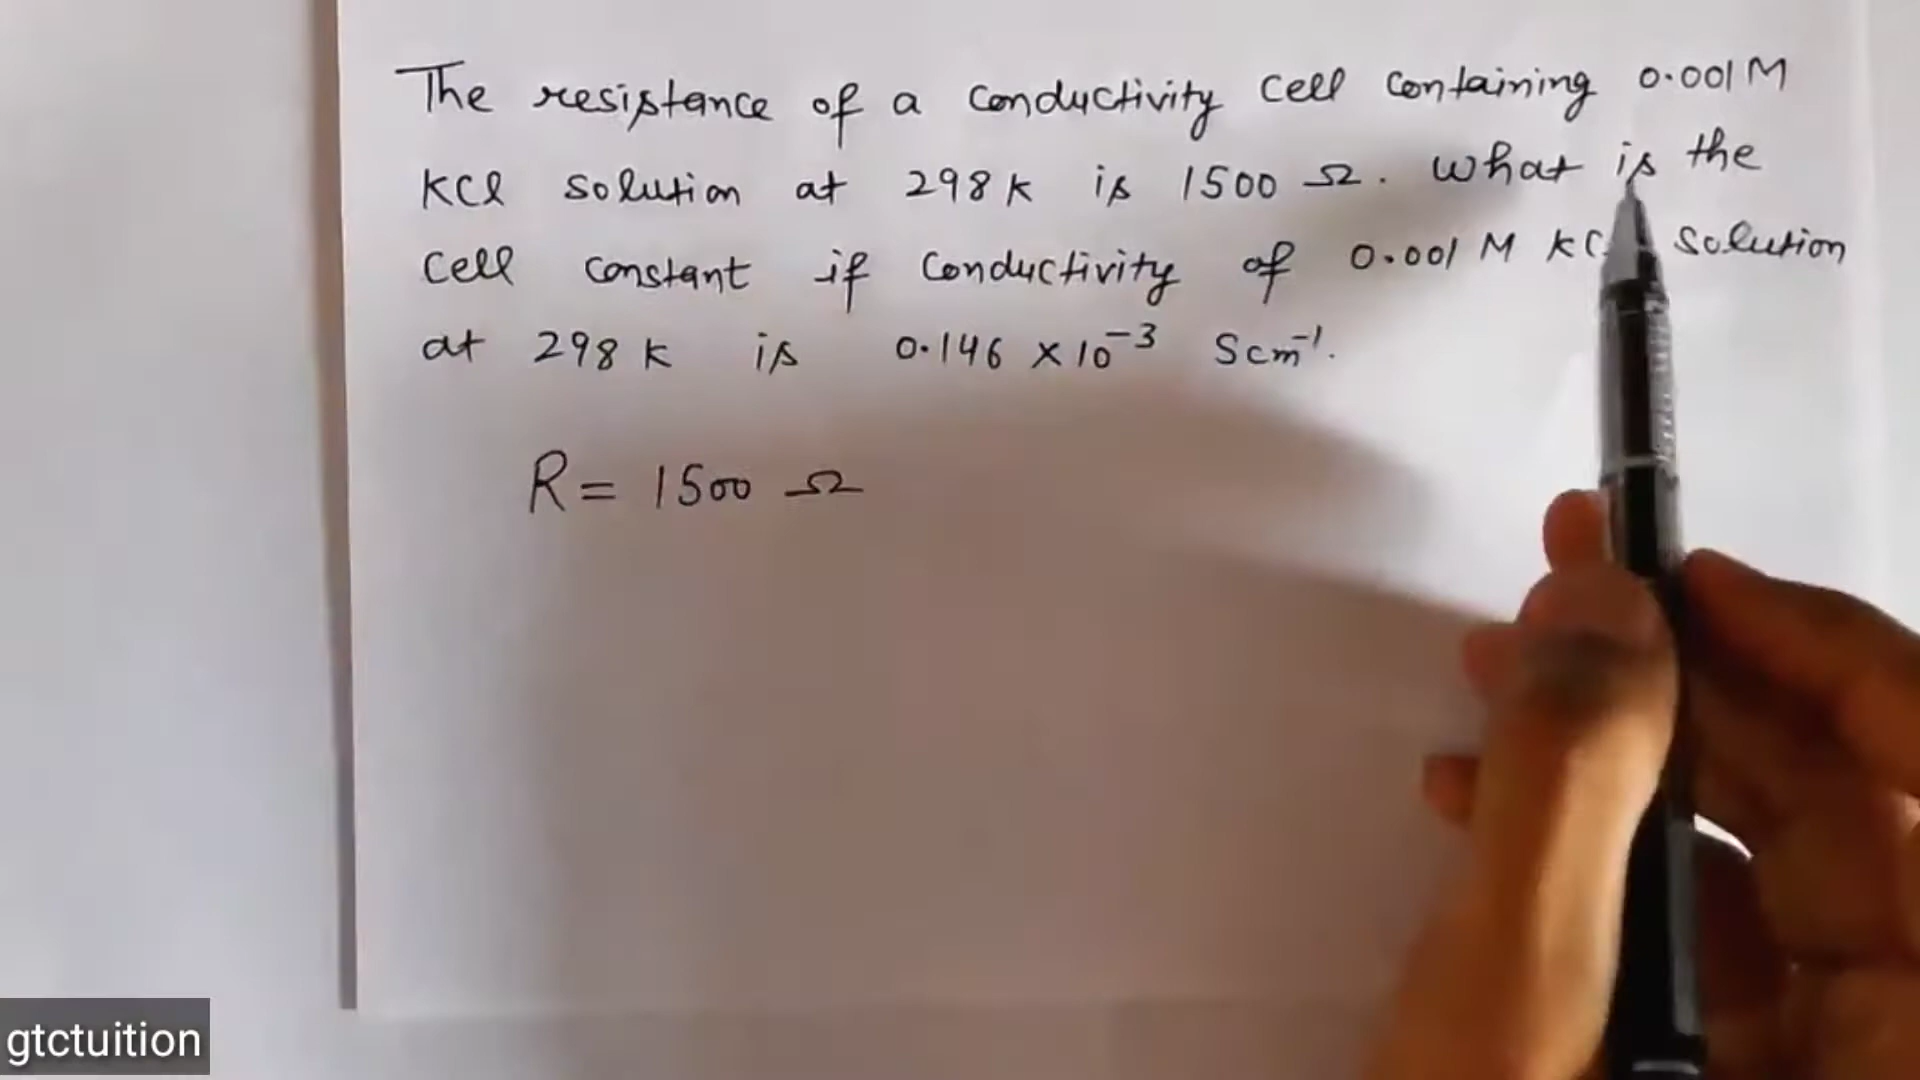 The resistance of a conductivity cell containing 0.001 M
KCl solution at 298 K is 1500 Ω. What is the
cell constant if conductivity of 0.001 M KC solution
at 298 K is 0.146 × 10⁻³ S cm⁻¹.
R = 1500 Ω
gtctuition